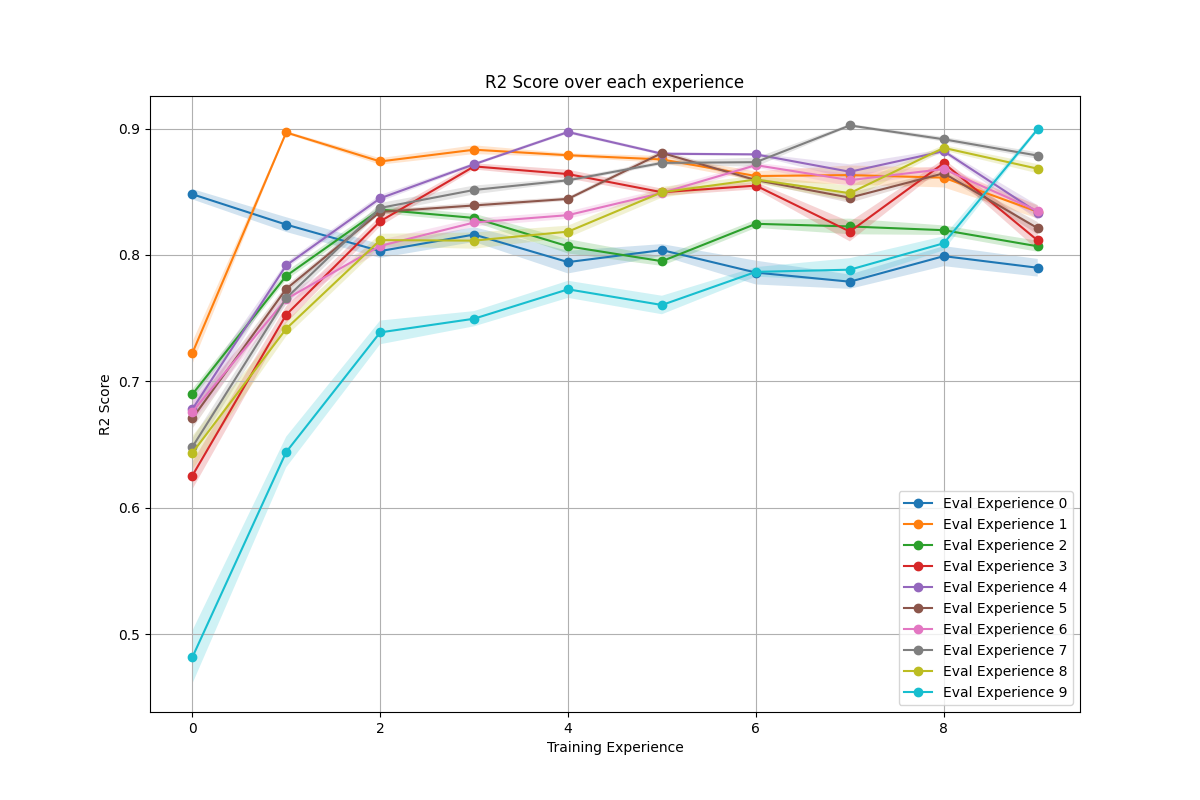 R2 Score over each experience
0.9
0.8
0.7
0.6
0.5
R2 Score
0 2 4 6 8
Training Experience
Eval Experience 0
Eval Experience 1
Eval Experience 2
Eval Experience 3
Eval Experience 4
Eval Experience 5
Eval Experience 6
Eval Experience 7
Eval Experience 8
Eval Experience 9